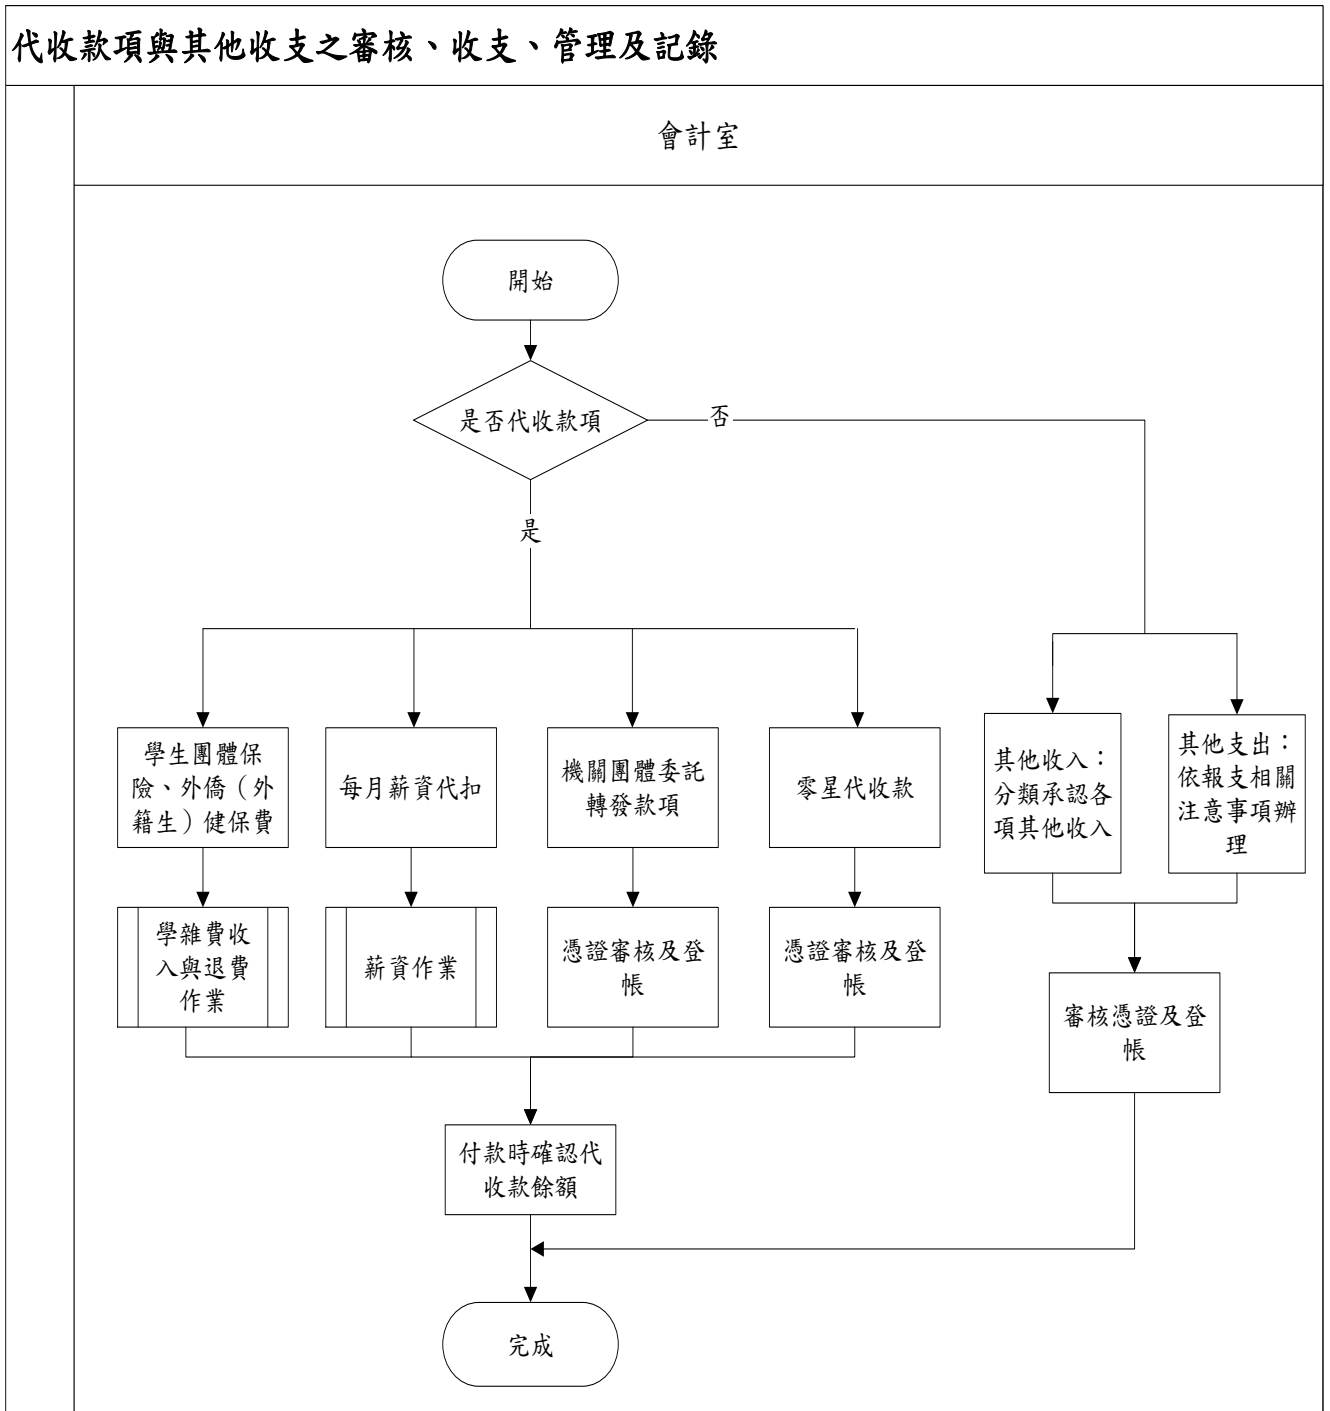 代收款項與其他收支之審核、收支、管理及記錄
會計室
開始
是否代收款項
否
是
學生團體保
險、外僑（外
籍生）健保費
每月薪資代扣
機關團體委託
轉發款項
零星代收款
其他收入：
分類承認各
項其他收入
其他支出：
依報支相關
注意事項辦
理
學雜費收
入與退費
作業
薪資作業
憑證審核及登
帳
憑證審核及登
帳
審核憑證及登
帳
付款時確認代
收款餘額
完成